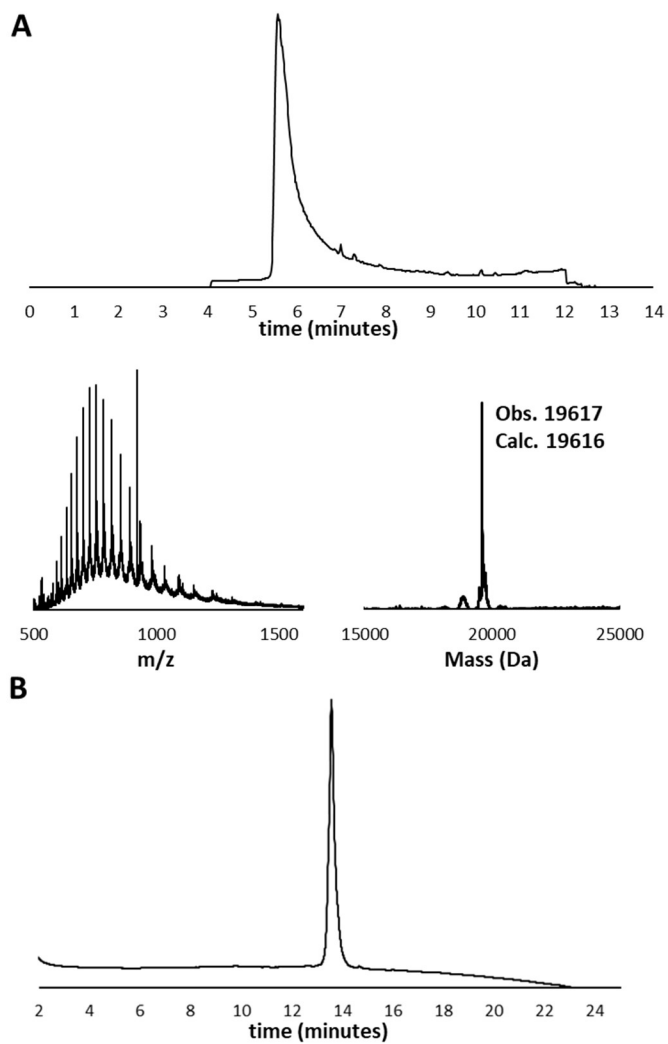 A
0 1 2 3 4 5 6 7 8 9 10 11 12 13 14
time (minutes)
Obs. 19617
Calc. 19616
500 1000 1500
m/z
15000 20000 25000
Mass (Da)
B
2 4 6 8 10 12 14 16 18 20 22 24
time (minutes)